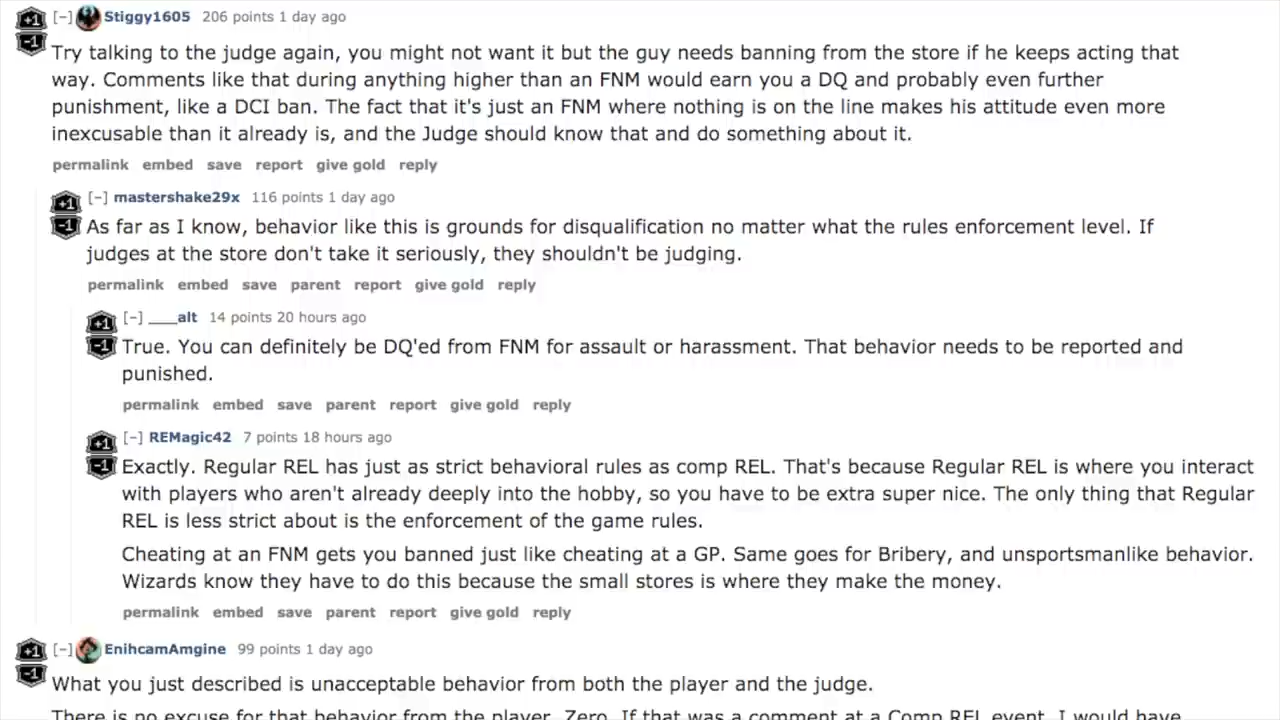 [−] Stiggy1605 206 points 1 day ago
+1
-1
Try talking to the judge again, you might not want it but the guy needs banning from the store if he keeps acting that
way. Comments like that during anything higher than an FNM would earn you a DQ and probably even further
punishment, like a DCI ban. The fact that it's just an FNM where nothing is on the line makes his attitude even more
inexcusable than it already is, and the Judge should know that and do something about it.
permalink embed save report give gold reply
[−] mastershake29x 116 points 1 day ago
+1
-1
As far as I know, behavior like this is grounds for disqualification no matter what the rules enforcement level. If
judges at the store don't take it seriously, they shouldn't be judging.
permalink embed save parent report give gold reply
[−] ___alt 14 points 20 hours ago
+1
-1
True. You can definitely be DQ'ed from FNM for assault or harassment. That behavior needs to be reported and
punished.
permalink embed save parent report give gold reply
[−] REMagic42 7 points 18 hours ago
+1
-1
Exactly. Regular REL has just as strict behavioral rules as comp REL. That's because Regular REL is where you interact
with players who aren't already deeply into the hobby, so you have to be extra super nice. The only thing that Regular
REL is less strict about is the enforcement of the game rules.
Cheating at an FNM gets you banned just like cheating at a GP. Same goes for Bribery, and unsportsmanlike behavior.
Wizards know they have to do this because the small stores is where they make the money.
permalink embed save parent report give gold reply
[−] EnihcamAmgine 99 points 1 day ago
+1
-1
What you just described is unacceptable behavior from both the player and the judge.
There is no excuse for that behavior from the player. Zero. If that was a comment at a Comp REL event, I would have